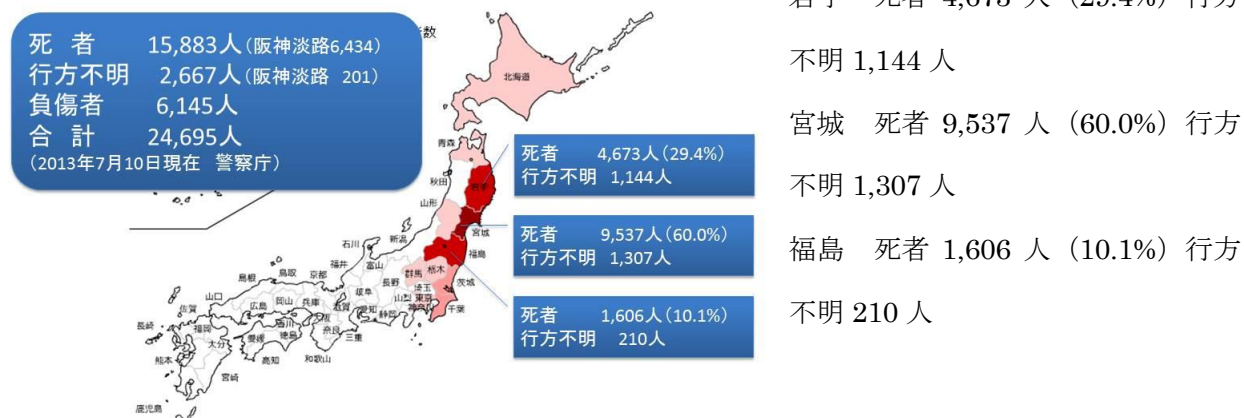 死 者 15,883人(阪神淡路6,434)
行方不明 2,667人(阪神淡路 201)
負傷者 6,145人
合 計 24,695人
(2013年7月10日現在 警察庁)
数
北海道
青森
秋田
岩手
山形
宮城
新潟
福島
石川
富山
福井
群馬
栃木
茨城
長野
埼玉
山梨
東京
神奈川
千葉
岐阜
静岡
愛知
島根
鳥取
京都
滋賀
山口
広島
岡山
兵庫
大阪
奈良
三重
和歌山
佐賀
福岡
長崎
大分
愛媛
香川
徳島
高知
熊本
宮崎
鹿児島
死者 4,673人(29.4%)
行方不明 1,144人
死者 9,537人(60.0%)
行方不明 1,307人
死者 1,606人(10.1%)
行方不明 210人
岩手 死者 4,673 人（29.4%）行方
不明 1,144 人
宮城 死者 9,537 人（60.0%）行方
不明 1,307 人
福島 死者 1,606 人（10.1%）行方
不明 210 人